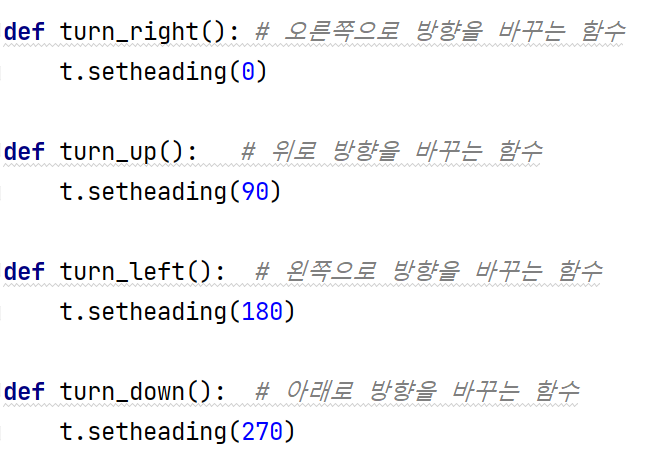 def turn_right(): # 오른쪽으로 방향을 바꾸는 함수
    t.setheading(0)
def turn_up():   # 위로 방향을 바꾸는 함수
    t.setheading(90)
def turn_left():  # 왼쪽으로 방향을 바꾸는 함수
    t.setheading(180)
def turn_down():  # 아래로 방향을 바꾸는 함수
    t.setheading(270)